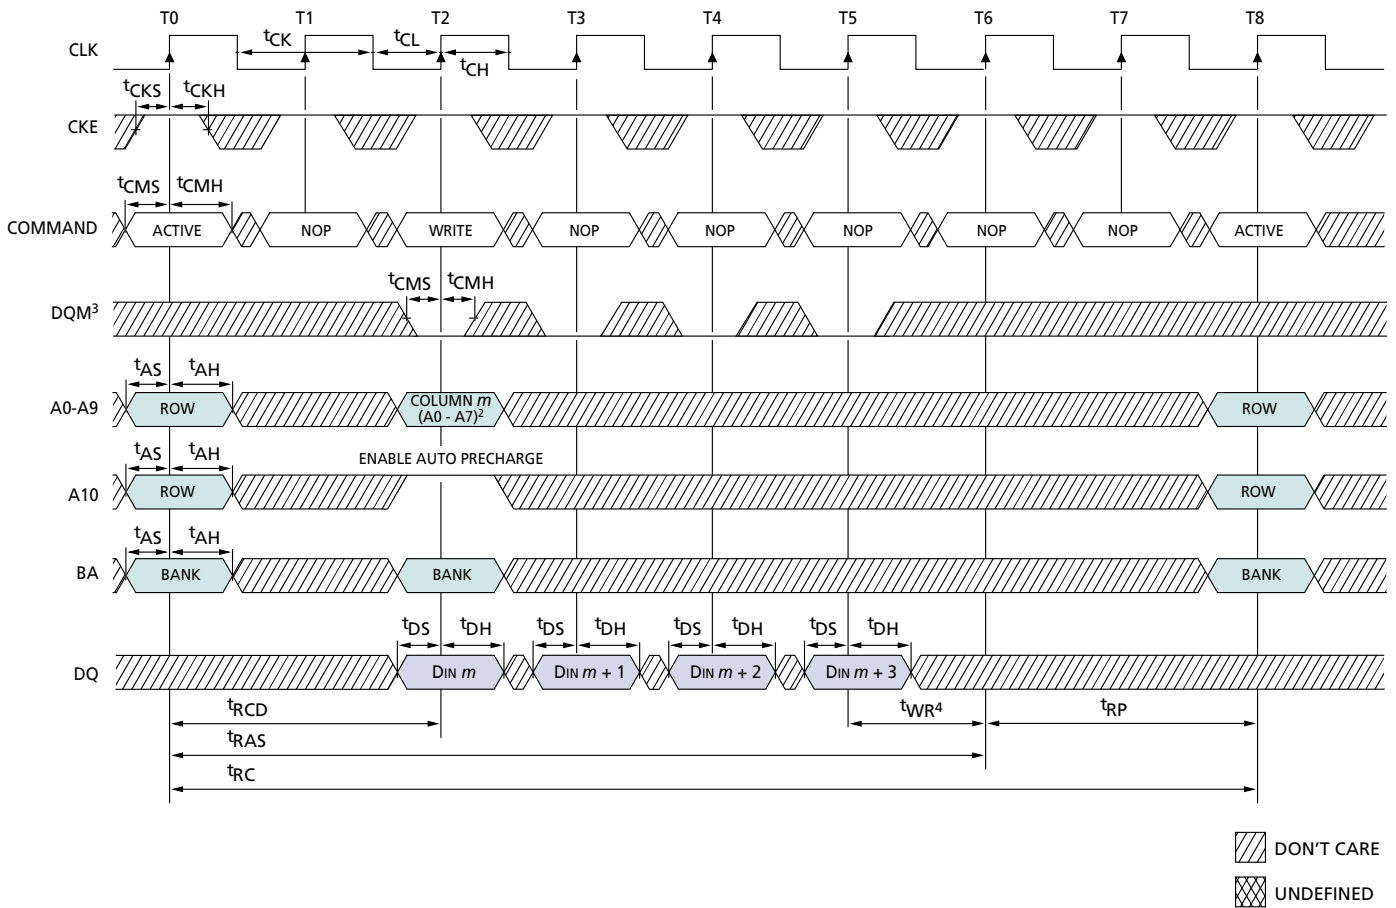 T0 T1 T2 T3 T4 T5 T6 T7 T8
CLK tCK tCL
tCH
tCKS tCKH
CKE
tCMS tCMH
COMMAND ACTIVE NOP WRITE NOP NOP NOP NOP NOP ACTIVE
tCMS tCMH
DQM3
tAS tAH
A0-A9 ROW COLUMN m ROW
(A0 - A7)2
tAS tAH
ENABLE AUTO PRECHARGE
A10 ROW ROW
tAS tAH
BA BANK BANK BANK
tDS tDH tDS tDH tDS tDH tDS tDH
DQ DIN m DIN m + 1 DIN m + 2 DIN m + 3
tRCD tWR4 tRP
tRAS
tRC
DON'T CARE
UNDEFINED